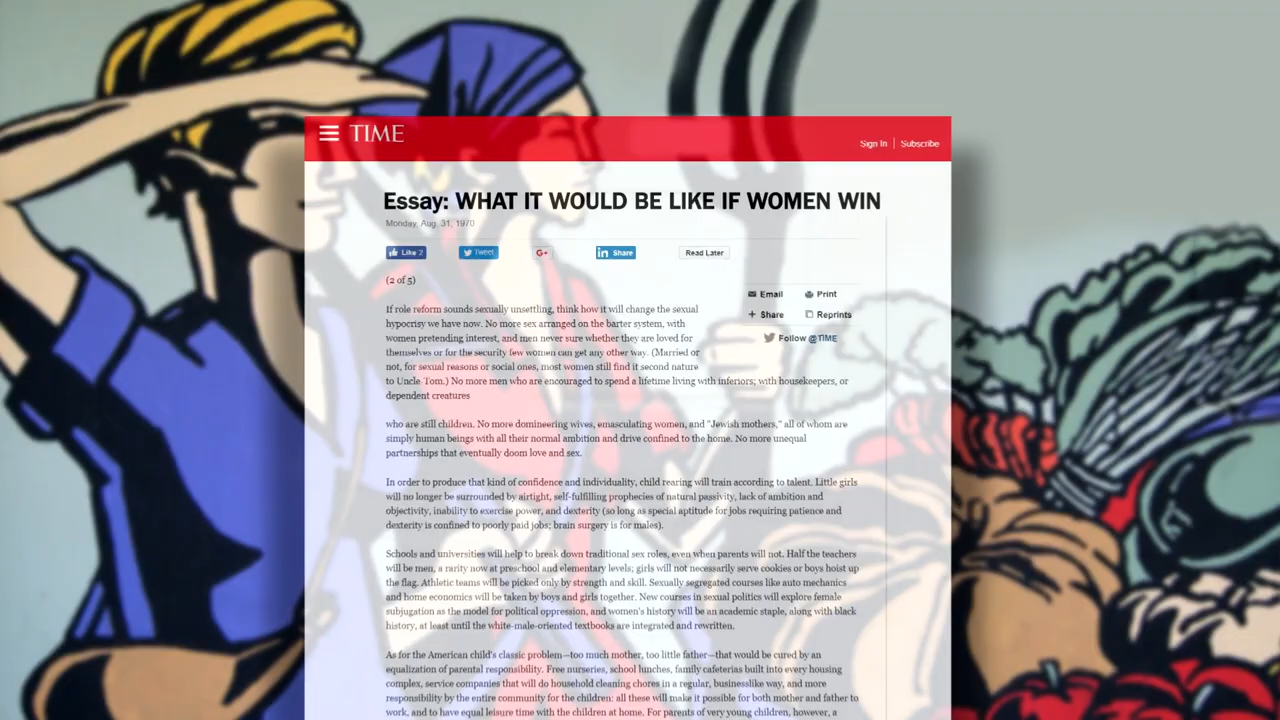 TIME
Sign In | Subscribe
Essay: WHAT IT WOULD BE LIKE IF WOMEN WIN
Monday, Aug. 31, 1970
Like 2 Tweet G+ in Share Read Later
(2 of 5)
Email Print
Share Reprints
Follow @TIME
If role reform sounds sexually unsettling, think how it will change the sexual
hypocrisy we have now. No more sex arranged on the barter system, with
women pretending interest, and men never sure whether they are loved for
themselves or for the security few women can get any other way. (Married or
not, for sexual reasons or social ones, most women still find it second nature
to Uncle Tom.) No more men who are encouraged to spend a lifetime living with inferiors; with housekeepers, or
dependent creatures
who are still children. No more domineering wives, emasculating women, and "Jewish mothers," all of whom are
simply human beings with all their normal ambition and drive confined to the home. No more unequal
partnerships that eventually doom love and sex.
In order to produce that kind of confidence and individuality, child rearing will train according to talent. Little girls
will no longer be surrounded by airtight, self-fulfilling prophecies of natural passivity, lack of ambition and
objectivity, inability to exercise power, and dexterity (so long as special aptitude for jobs requiring patience and
dexterity is confined to poorly paid jobs; brain surgery is for males).
Schools and universities will help to break down traditional sex roles, even when parents will not. Half the teachers
will be men, a rarity now at preschool and elementary levels; girls will not necessarily serve cookies or boys hoist up
the flag. Athletic teams will be picked only by strength and skill. Sexually segregated courses like auto mechanics
and home economics will be taken by boys and girls together. New courses in sexual politics will explore female
subjugation as the model for political oppression, and women's history will be an academic staple, along with black
history, at least until the white-male-oriented textbooks are integrated and rewritten.
As for the American child's classic problem—too much mother, too little father—that would be cured by an
equalization of parental responsibility. Free nurseries, school lunches, family cafeterias built into every housing
complex, service companies that will do household cleaning chores in a regular, businesslike way, and more
responsibility by the entire community for the children: all these will make it possible for both mother and father to
work, and to have equal leisure time with the children at home. For parents of very young children, however, a